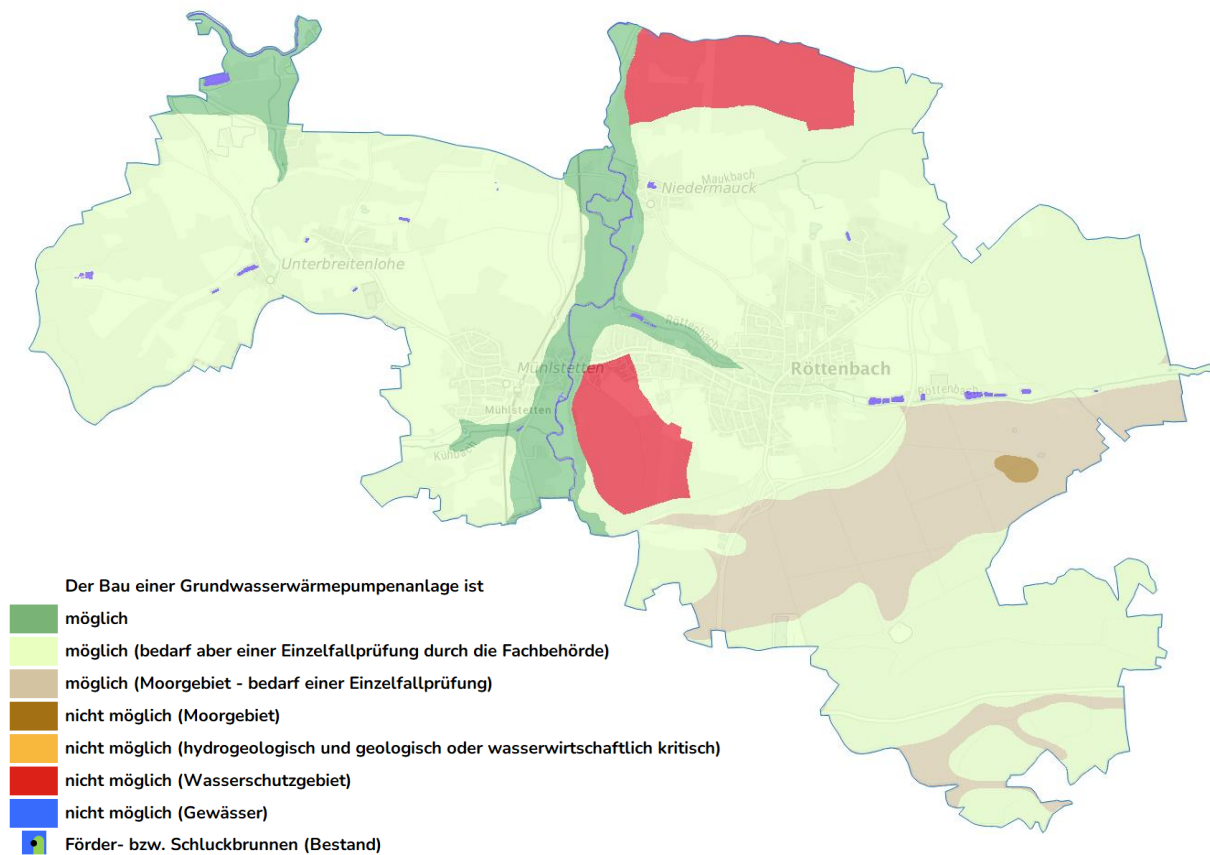 Maukbach
Niedermauck
Unterbreitenlohe
Röttenbach
Mühlstetten
Röttenbach
Röttenbach
Mühlstetten
Kühbach
Der Bau einer Grundwasserwärmepumpenanlage ist
möglich
möglich (bedarf aber einer Einzelfallprüfung durch die Fachbehörde)
möglich (Moorgebiet - bedarf einer Einzelfallprüfung)
nicht möglich (Moorgebiet)
nicht möglich (hydrogeologisch und geologisch oder wasserwirtschaftlich kritisch)
nicht möglich (Wasserschutzgebiet)
nicht möglich (Gewässer)
Förder- bzw. Schluckbrunnen (Bestand)